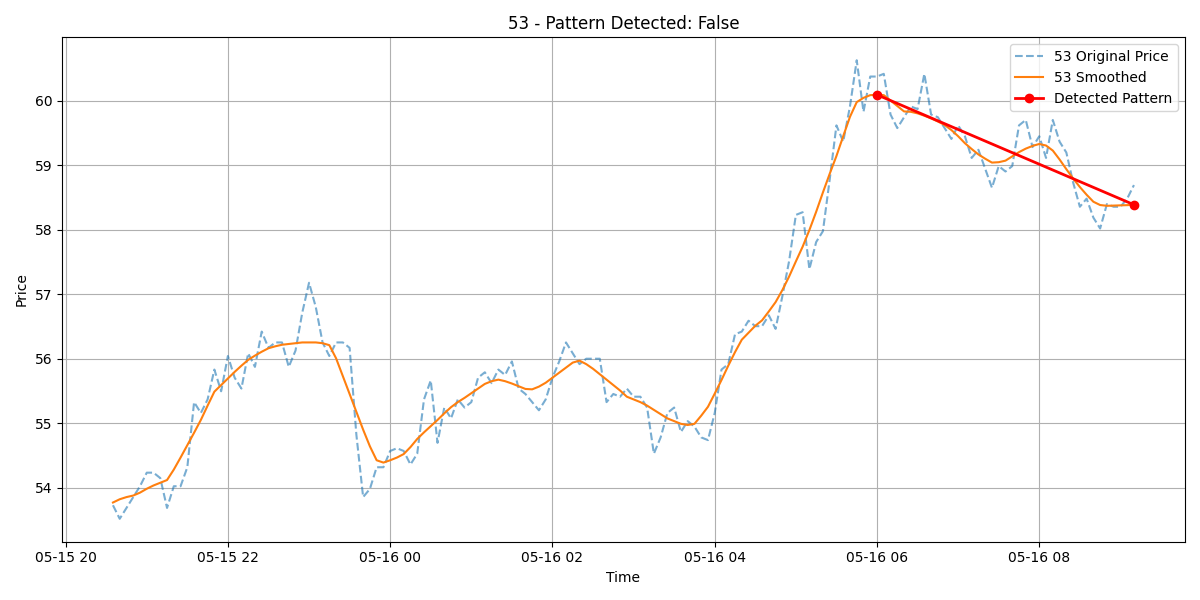 53 - Pattern Detected: False
53 Original Price
53 Smoothed
Detected Pattern
Price
60
59
58
57
56
55
54
05-15 20
05-15 22
05-16 00
05-16 02
05-16 04
05-16 06
05-16 08
Time